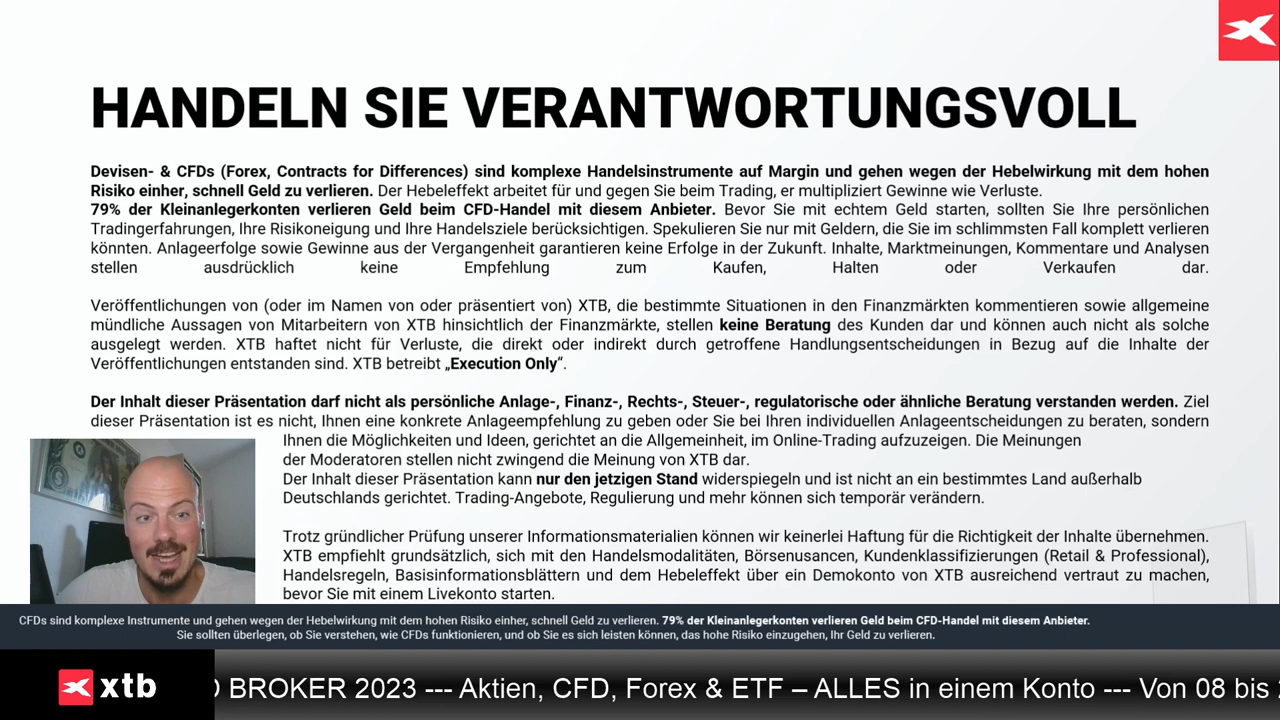 HANDELN SIE VERANTWORTUNGSVOLL
Devisen- & CFDs (Forex, Contracts for Differences) sind komplexe Handelsinstrumente auf Margin und gehen wegen der Hebelwirkung mit dem hohen
Risiko einher, schnell Geld zu verlieren. Der Hebeleffekt arbeitet für und gegen Sie beim Trading, er multipliziert Gewinne wie Verluste.
79% der Kleinanlegerkonten verlieren Geld beim CFD-Handel mit diesem Anbieter. Bevor Sie mit echtem Geld starten, sollten Sie Ihre persönlichen
Tradingerfahrungen, Ihre Risikoneigung und Ihre Handelsziele berücksichtigen. Spekulieren Sie nur mit Geldern, die Sie im schlimmsten Fall komplett verlieren
könnten. Anlageerfolge sowie Gewinne aus der Vergangenheit garantieren keine Erfolge in der Zukunft. Inhalte, Marktmeinungen, Kommentare und Analysen
stellen ausdrücklich keine Empfehlung zum Kaufen, Halten oder Verkaufen dar.
Veröffentlichungen von (oder im Namen von oder präsentiert von) XTB, die bestimmte Situationen in den Finanzmärkten kommentieren sowie allgemeine
mündliche Aussagen von Mitarbeitern von XTB hinsichtlich der Finanzmärkte, stellen keine Beratung des Kunden dar und können auch nicht als solche
ausgelegt werden. XTB haftet nicht für Verluste, die direkt oder indirekt durch getroffene Handlungsentscheidungen in Bezug auf die Inhalte der
Veröffentlichungen entstanden sind. XTB betreibt „Execution Only“.
Der Inhalt dieser Präsentation darf nicht als persönliche Anlage-, Finanz-, Rechts-, Steuer-, regulatorische oder ähnliche Beratung verstanden werden. Ziel
dieser Präsentation ist es nicht, Ihnen eine konkrete Anlageempfehlung zu geben oder Sie bei Ihren individuellen Anlageentscheidungen zu beraten, sondern
Ihnen die Möglichkeiten und Ideen, gerichtet an die Allgemeinheit, im Online-Trading aufzuzeigen. Die Meinungen
der Moderatoren stellen nicht zwingend die Meinung von XTB dar.
Der Inhalt dieser Präsentation kann nur den jetzigen Stand widerspiegeln und ist nicht an ein bestimmtes Land außerhalb
Deutschlands gerichtet. Trading-Angebote, Regulierung und mehr können sich temporär verändern.
Trotz gründlicher Prüfung unserer Informationsmaterialien können wir keinerlei Haftung für die Richtigkeit der Inhalte übernehmen.
XTB empfiehlt grundsätzlich, sich mit den Handelsmodalitäten, Börsenusancen, Kundenklassifizierungen (Retail & Professional),
Handelsregeln, Basisinformationsblättern und dem Hebeleffekt über ein Demokonto von XTB ausreichend vertraut zu machen,
bevor Sie mit einem Livekonto starten.
CFDs sind komplexe Instrumente und gehen wegen der Hebelwirkung mit dem hohen Risiko einher, schnell Geld zu verlieren. 79% der Kleinanlegerkonten verlieren Geld beim CFD-Handel mit diesem Anbieter.
Sie sollten überlegen, ob Sie verstehen, wie CFDs funktionieren, und ob Sie es sich leisten können, das hohe Risiko einzugehen, Ihr Geld zu verlieren.
xtb BROKER 2023 --- Aktien, CFD, Forex & ETF – ALLES in einem Konto --- Von 08 bis